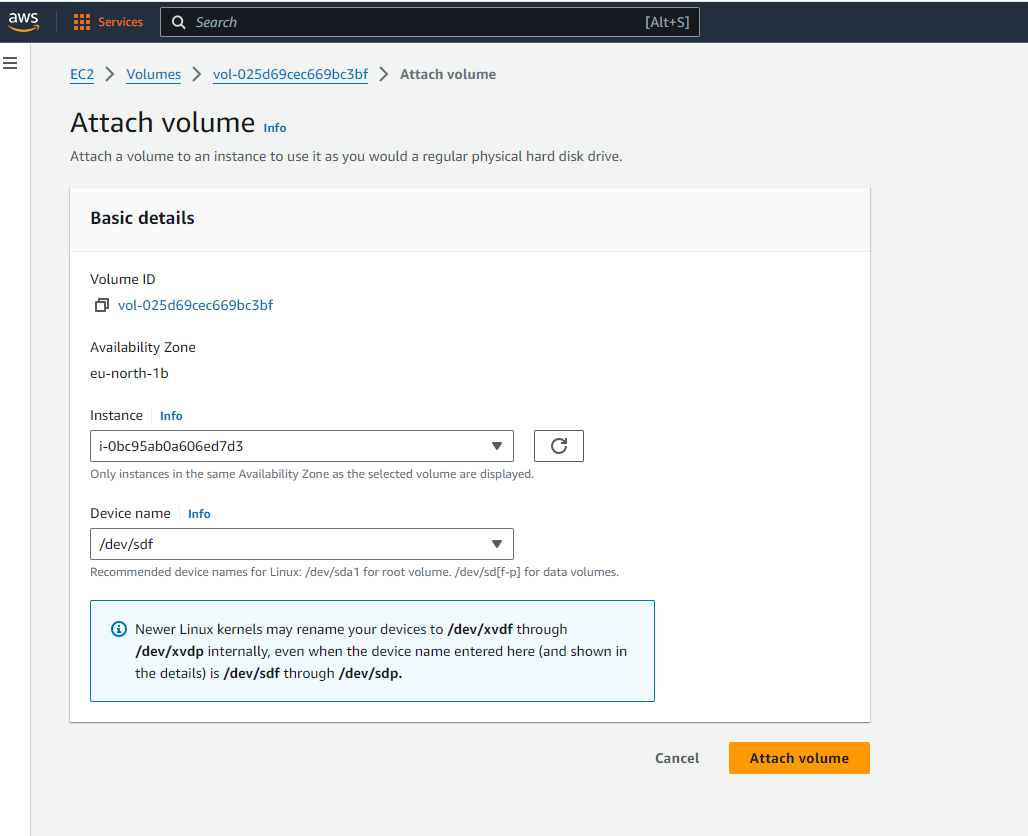 aws Services Search [Alt+S]
EC2 Volumes vol-025d69cec669bc3bf Attach volume
Attach volume Info
Attach a volume to an instance to use it as you would a regular physical hard disk drive.
Basic details
Volume ID
vol-025d69cec669bc3bf
Availability Zone
eu-north-1b
Instance Info
i-0bc95ab0a606ed7d3
Only instances in the same Availability Zone as the selected volume are displayed.
Device name Info
/dev/sdf
Recommended device names for Linux: /dev/sda1 for root volume. /dev/sd[f-p] for data volumes.
Newer Linux kernels may rename your devices to /dev/xvdf through
/dev/xvdp internally, even when the device name entered here (and shown in
the details) is /dev/sdf through /dev/sdp.
Cancel Attach volume